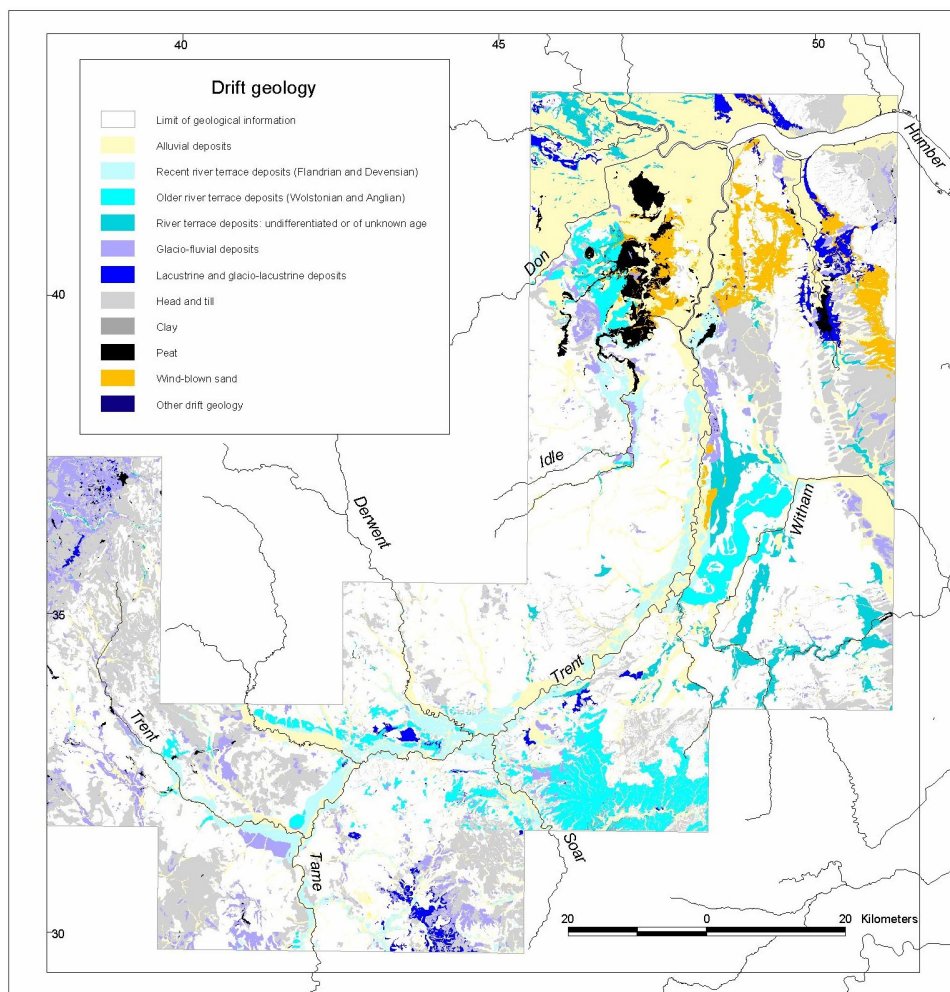 40
45
50
Drift geology
Limit of geological information
Alluvial deposits
Recent river terrace deposits (Flandrian and Devensian)
Older river terrace deposits (Wolstonian and Anglian)
River terrace deposits: undifferentiated or of unknown age
Glacio-fluvial deposits
Lacustrine and glacio-lacustrine deposits
Head and till
Clay
Peat
Wind-blown sand
Other drift geology
Humber
Don
40
Idle
Derwent
Witham
35
Trent
Trent
Soar
Tame
20 0 20 Kilometers
30